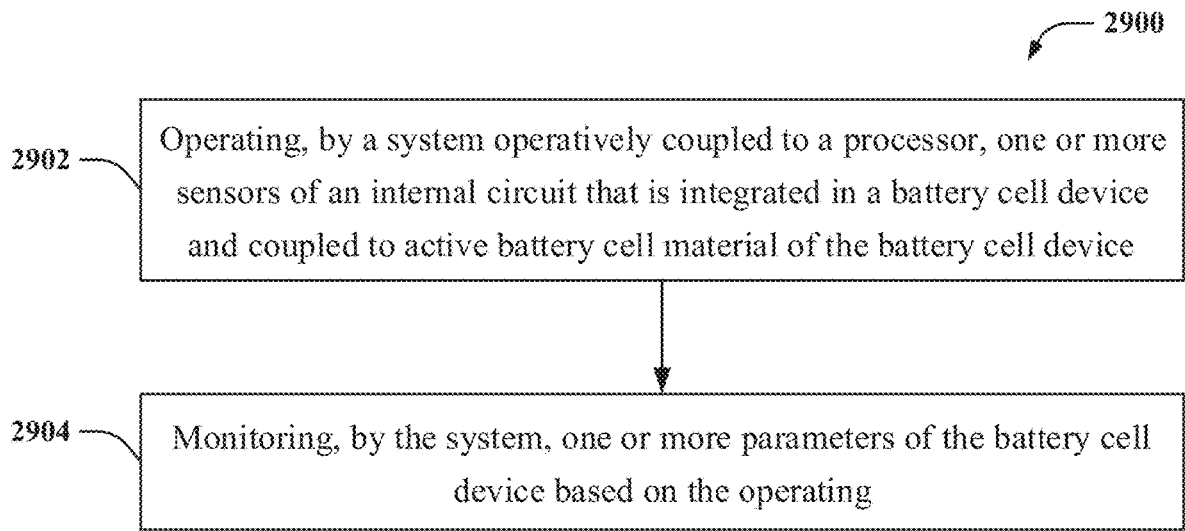 2900
2902
Operating, by a system operatively coupled to a processor, one or more
sensors of an internal circuit that is integrated in a battery cell device
and coupled to active battery cell material of the battery cell device
2904
Monitoring, by the system, one or more parameters of the battery cell
device based on the operating